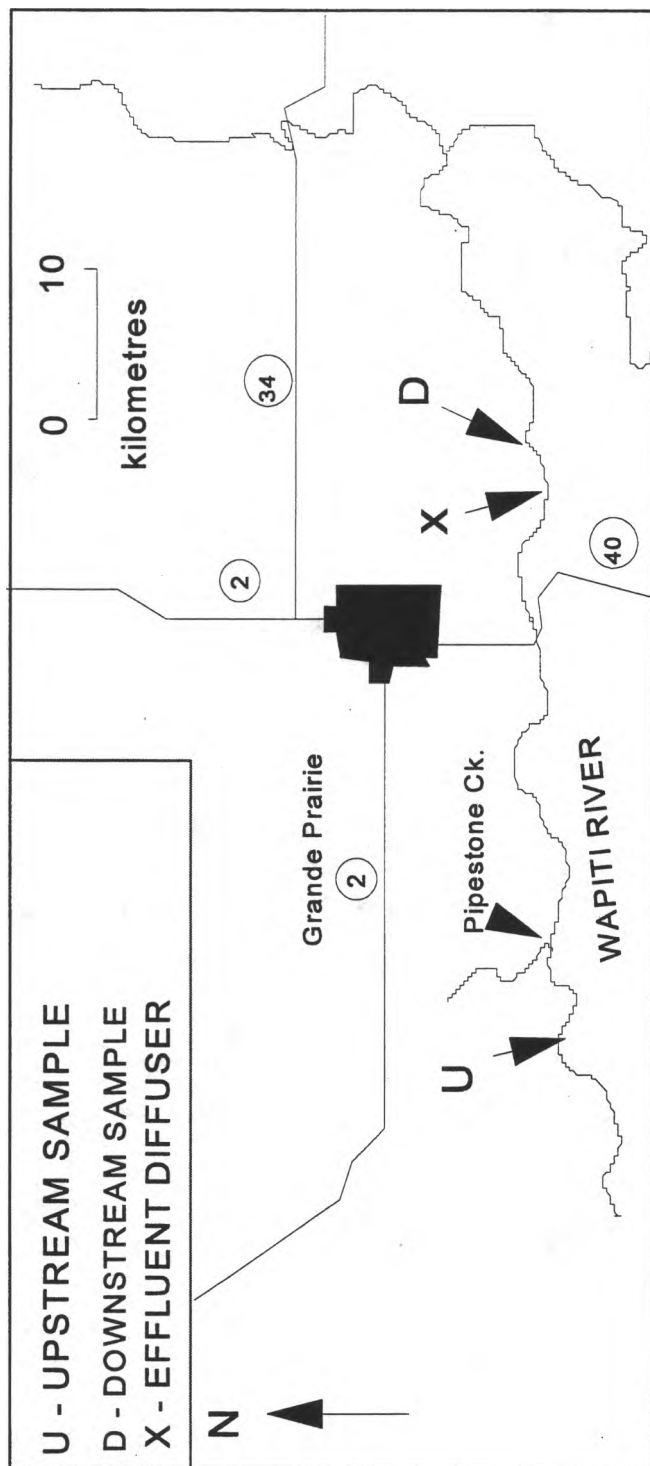 U - UPSTREAM SAMPLE
D - DOWNSTREAM SAMPLE
X - EFFLUENT DIFFUSER
N
0 10
kilometres
2
34
Grande Prairie
2
D
X
Pipestone Ck.
U
40
WAPITI RIVER